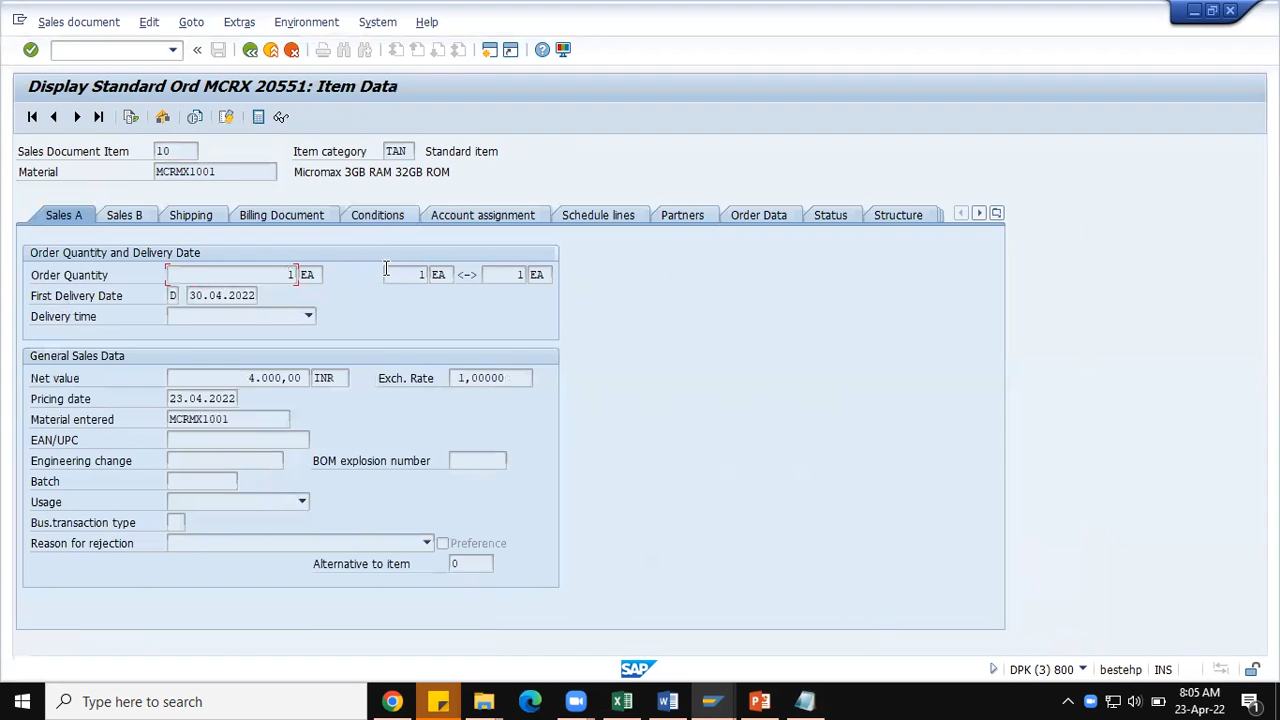 Sales document Edit Goto Extras Environment System Help
Display Standard Ord MCRX 20551: Item Data
Sales Document Item 10 Item category TAN Standard item
Material MCRMX1001 Micromax 3GB RAM 32GB ROM
Sales A Sales B Shipping Billing Document Conditions Account assignment Schedule lines Partners Order Data Status Structure
Order Quantity and Delivery Date
Order Quantity 1 EA 1 EA <-> 1 EA
First Delivery Date D 30.04.2022
Delivery time
General Sales Data
Net value 4.000,00 INR Exch. Rate 1,00000
Pricing date 23.04.2022
Material entered MCRMX1001
EAN/UPC
Engineering change BOM explosion number
Batch
Usage
Bus.transaction type
Reason for rejection Preference
Alternative to item 0
SAP DPK (3) 800 bestehp INS
Type here to search
8:05 AM
23-Apr-22
1